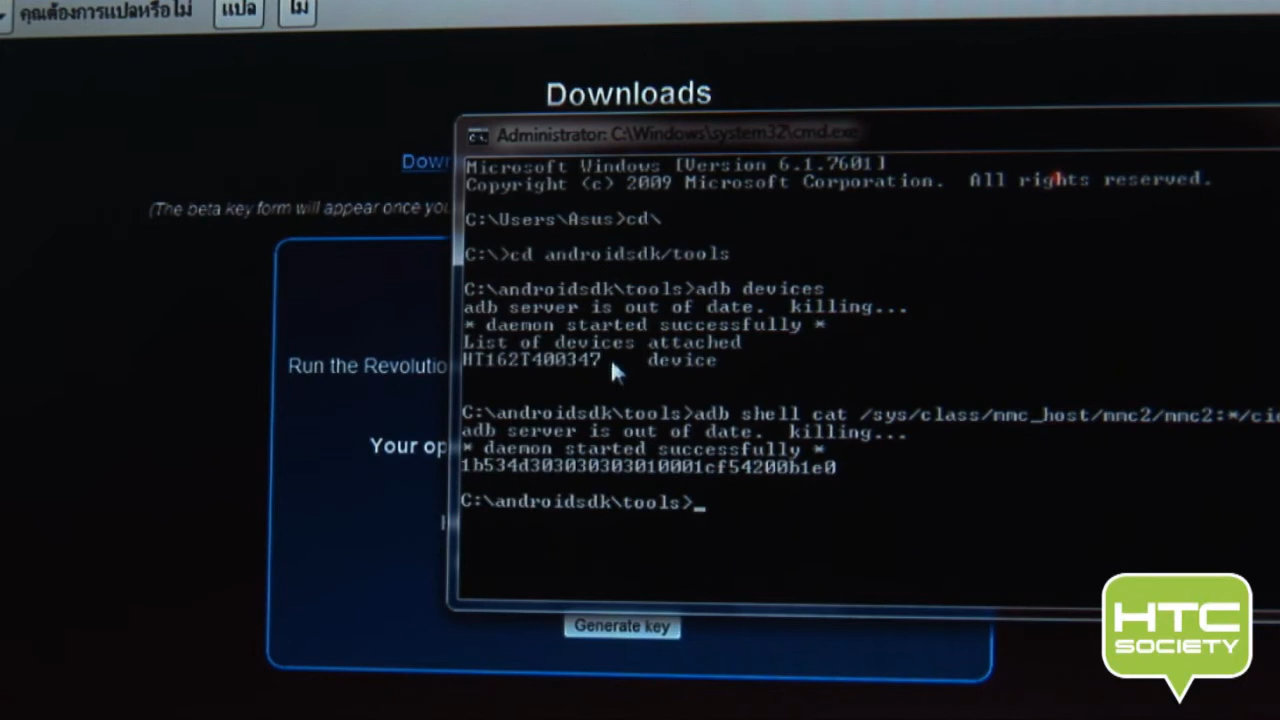 คุณต้องการแปลหรือไม่ แปล ไม่
Downloads
Down
(The beta key form will appear once you
Run the Revolutio
Your op
Generate key
Administrator: C:\Windows\system32\cmd.exe
Microsoft Windows [Version 6.1.7601]
Copyright (c) 2009 Microsoft Corporation.  All rights reserved.
C:\Users\Asus>cd\
C:\>cd androidsdk/tools
C:\androidsdk\tools>adb devices
adb server is out of date.  killing...
* daemon started successfully *
List of devices attached
HT162T400347    device
C:\androidsdk\tools>adb shell cat /sys/class/mmc_host/mmc2/mmc2:*/ci
adb server is out of date.  killing...
* daemon started successfully *
1b534d303030303010001cf54200b1e0
C:\androidsdk\tools>_
HTC
SOCIETY